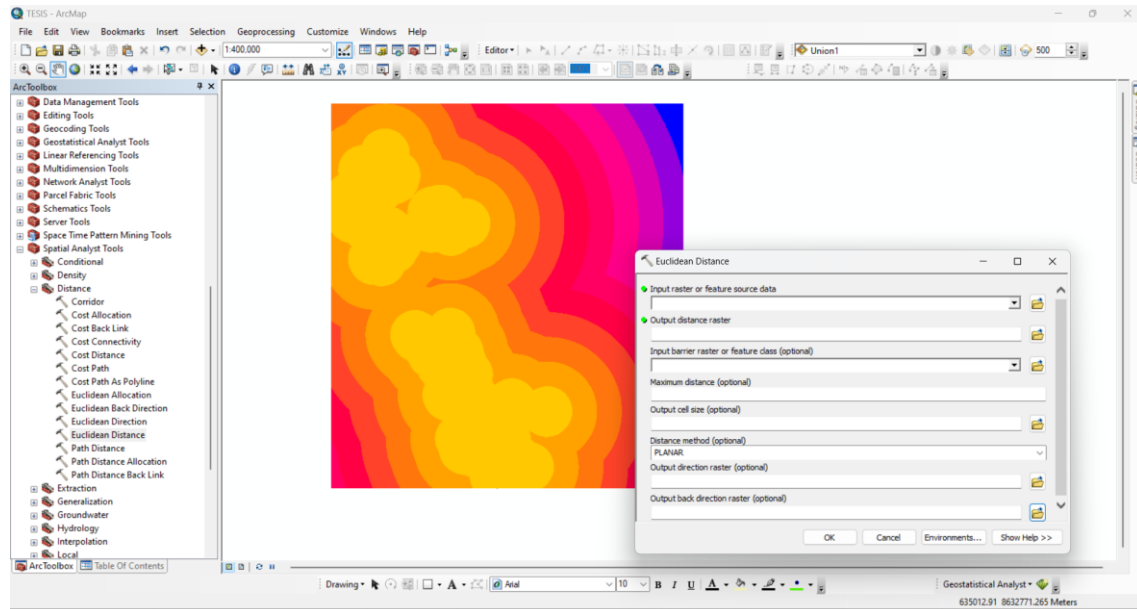 TESIS - ArcMap
File Edit View Bookmarks Insert Selection Geoprocessing Customize Windows Help
1:400,000
Editor
Union1
500
ArcToolbox
Data Management Tools
Editing Tools
Geocoding Tools
Geostatistical Analyst Tools
Linear Referencing Tools
Multidimension Tools
Network Analyst Tools
Parcel Fabric Tools
Schematics Tools
Server Tools
Space Time Pattern Mining Tools
Spatial Analyst Tools
Conditional
Density
Distance
Corridor
Cost Allocation
Cost Back Link
Cost Connectivity
Cost Distance
Cost Path
Cost Path As Polyline
Euclidean Allocation
Euclidean Back Direction
Euclidean Direction
Euclidean Distance
Path Distance
Path Distance Allocation
Path Distance Back Link
Extraction
Generalization
Groundwater
Hydrology
Interpolation
Local
ArcToolbox Table Of Contents
Euclidean Distance
Input raster or feature source data
Output distance raster
Input barrier raster or feature class (optional)
Maximum distance (optional)
Output cell size (optional)
Distance method (optional)
PLANAR
Output direction raster (optional)
Output back direction raster (optional)
OK Cancel Environments... Show Help >>
Drawing A Arial 10 B I U A
Geostatistical Analyst
635012.91 8632771.265 Meters